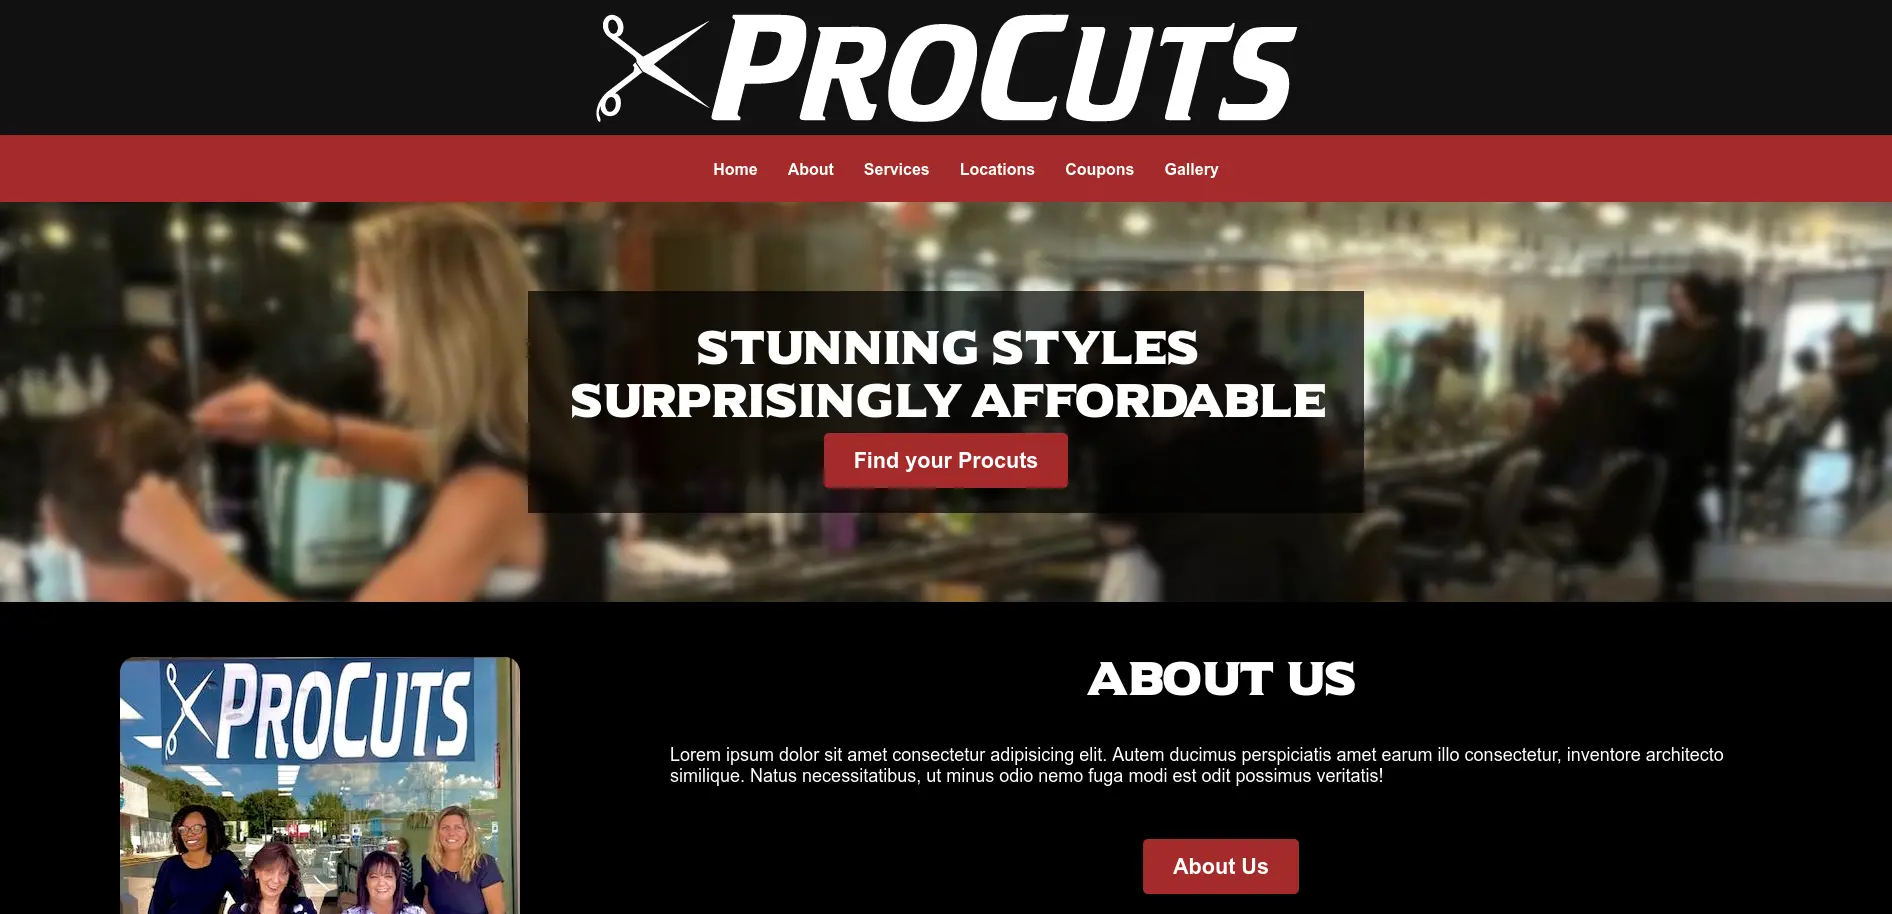 PROCUTS
Home About Services Locations Coupons Gallery
STUNNING STYLES
SURPRISINGLY AFFORDABLE
Find your Procuts
PROCUTS
ABOUT US
Lorem ipsum dolor sit amet consectetur adipisicing elit. Autem ducimus perspiciatis amet earum illo consectetur, inventore architecto
similique. Natus necessitatibus, ut minus odio nemo fuga modi est odit possimus veritatis!
About Us